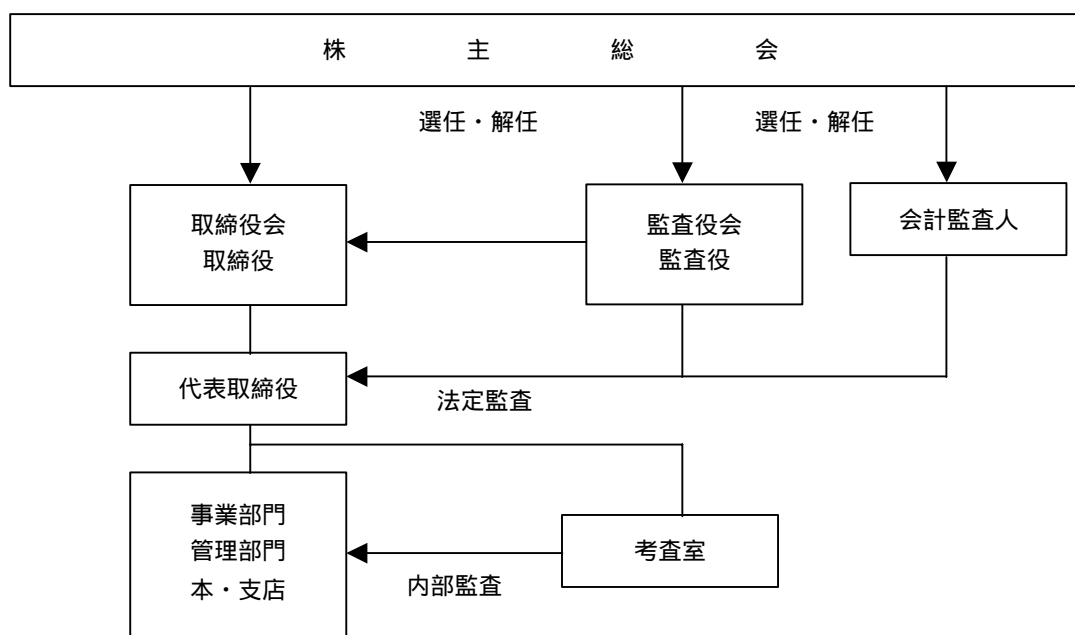 株主総会
選任・解任
選任・解任
取締役会
取締役
監査役会
監査役
会計監査人
代表取締役
法定監査
事業部門
管理部門
本・支店
考査室
内部監査